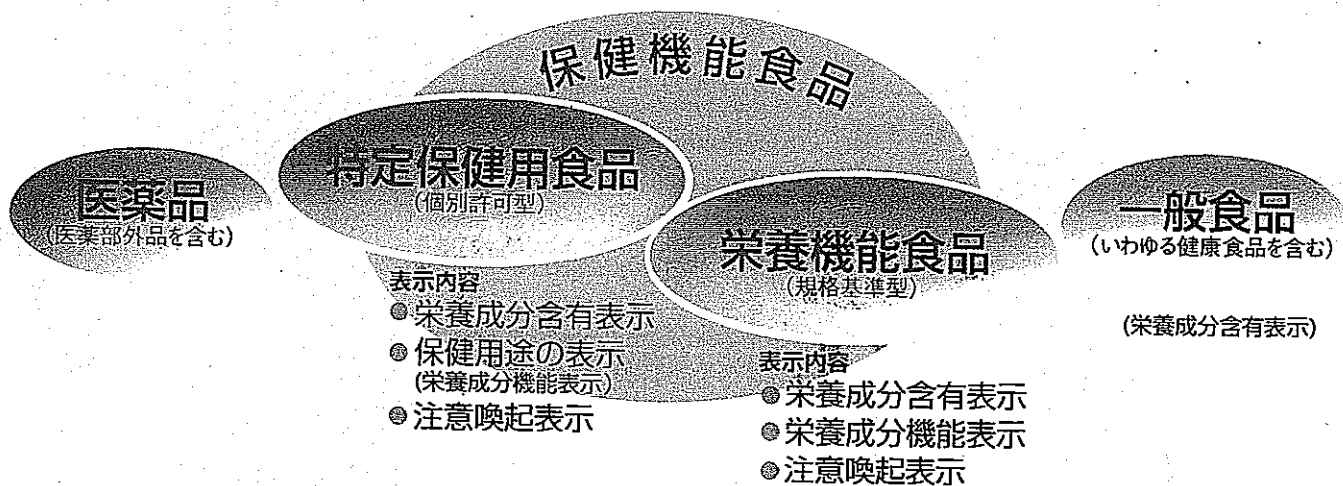 保健機能食品
医薬品
(医薬部外品を含む)
特定保健用食品
(個別許可型)
表示内容
●栄養成分含有表示
●保健用途の表示
(栄養成分機能表示)
●注意喚起表示
栄養機能食品
(規格基準型)
表示内容
●栄養成分含有表示
●栄養成分機能表示
●注意喚起表示
一般食品
(いわゆる健康食品を含む)
(栄養成分含有表示)